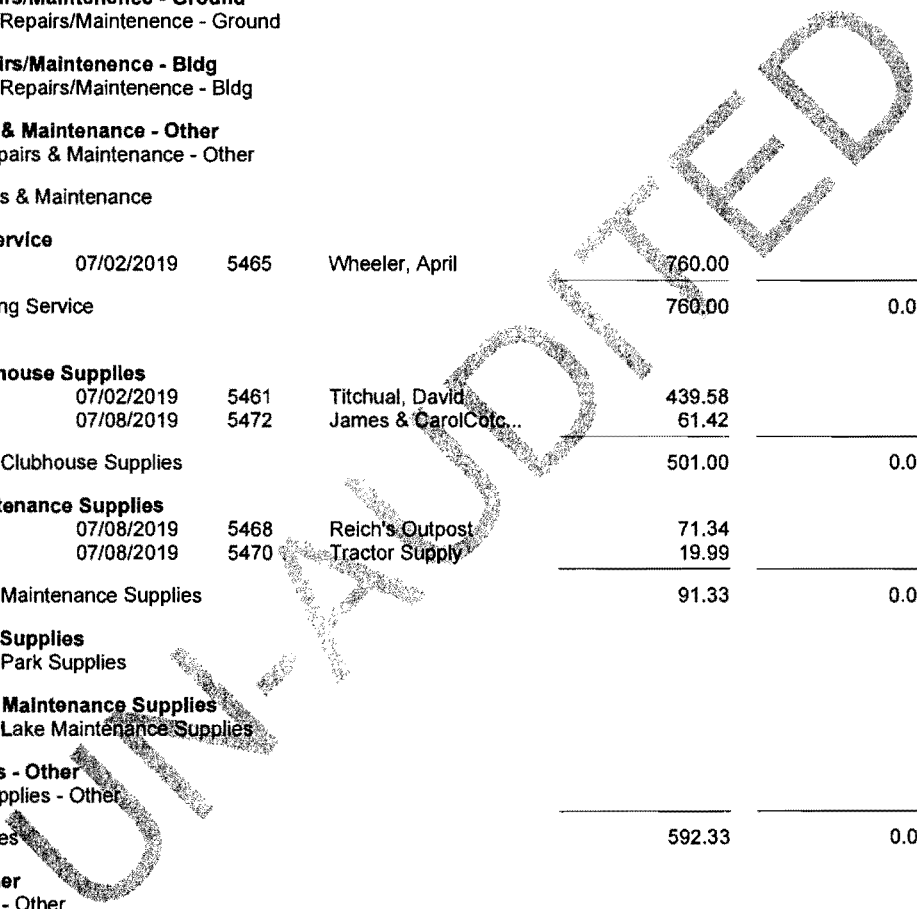 irs/Maintenence - Ground
Repairs/Maintenence - Ground
irs/Maintenence - Bldg
Repairs/Maintenence - Bldg
& Maintenance - Other
pairs & Maintenance - Other
s & Maintenance
ervice
07/02/2019 5465 Wheeler, April 760.00
ng Service 760.00 0.0
house Supplies
07/02/2019 5461 Titchual, David 439.58
07/08/2019 5472 James & CarolCotc... 61.42
Clubhouse Supplies 501.00 0.0
tenance Supplies
07/08/2019 5468 Reich's Outpost 71.34
07/08/2019 5470 Tractor Supply 19.99
Maintenance Supplies 91.33 0.0
Supplies
Park Supplies
Maintenance Supplies
Lake Maintenance Supplies
s - Other
pplies - Other
es 592.33 0.0
er
- Other
UN-AUDITED